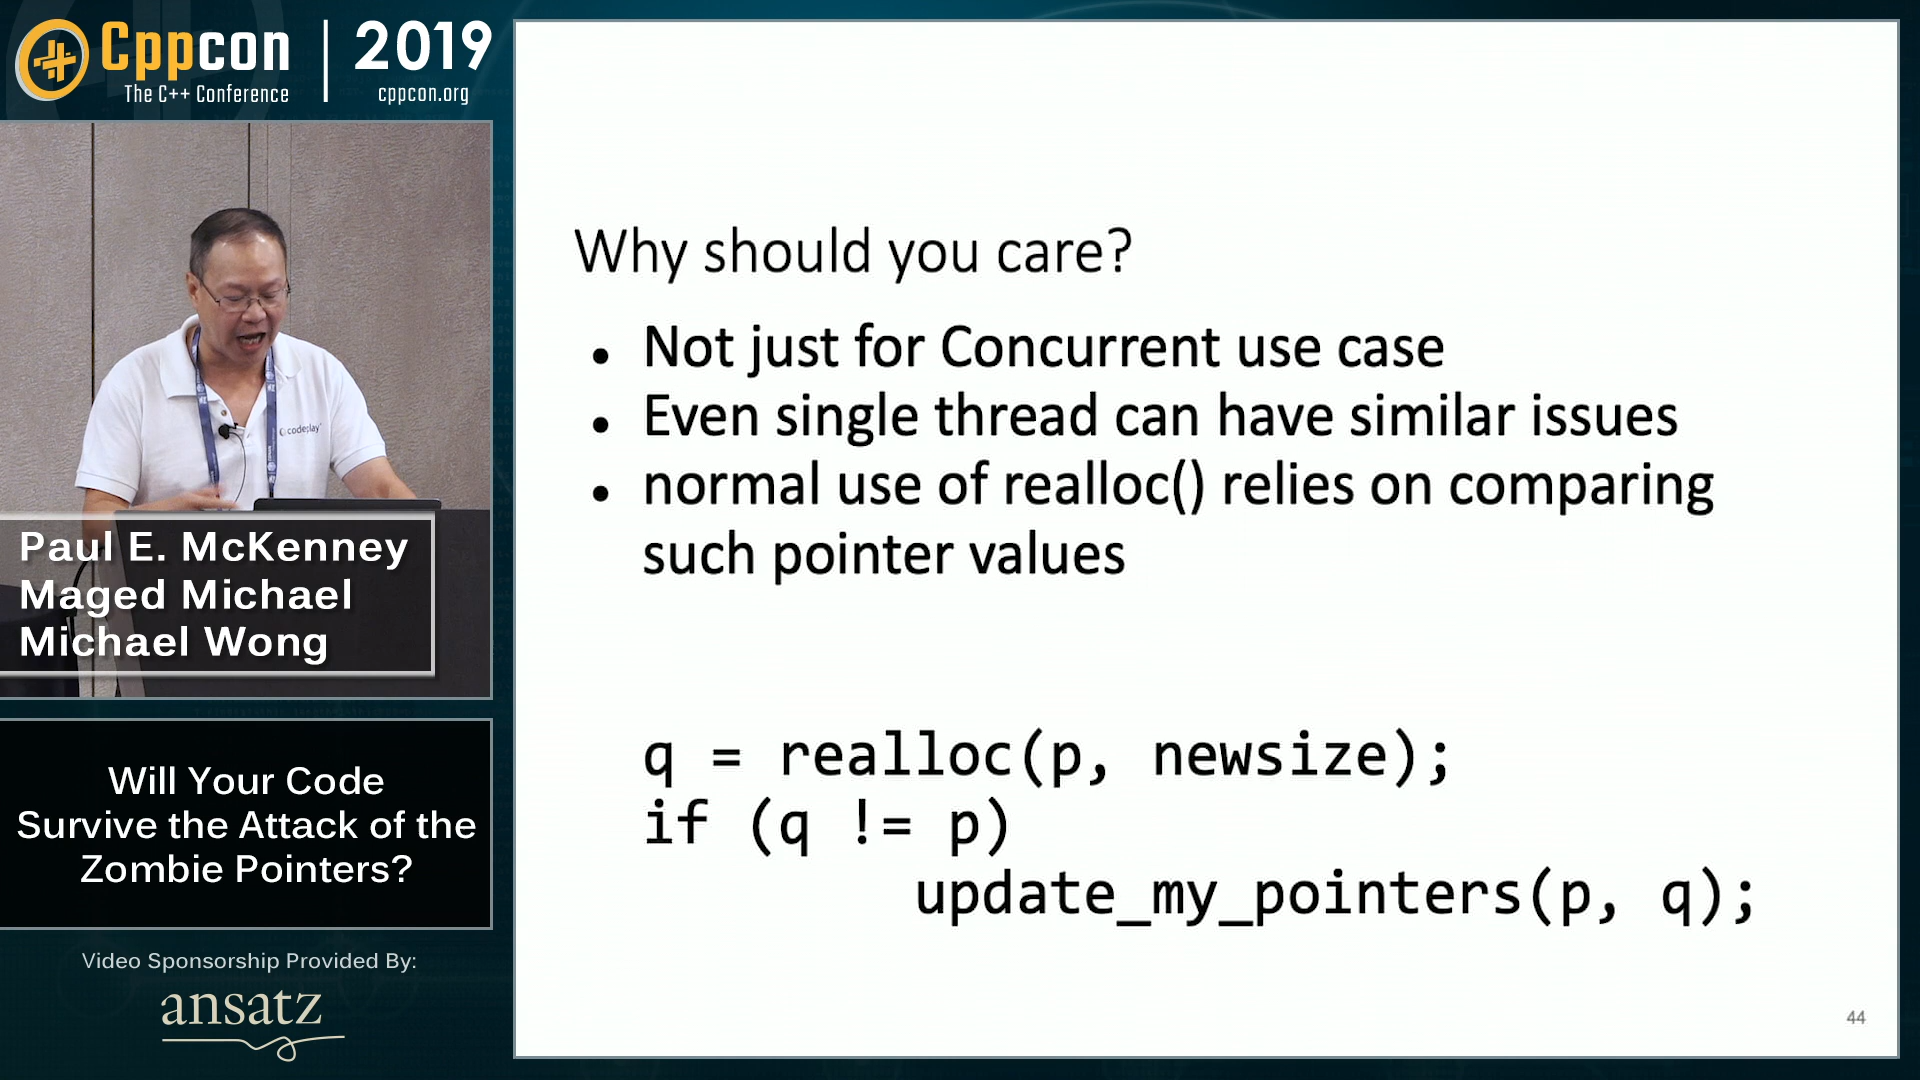 Cppcon
The C++ Conference
2019
cppcon.org
codeplay
Paul E. McKenney
Maged Michael
Michael Wong
Will Your Code
Survive the Attack of the
Zombie Pointers?
Video Sponsorship Provided By:
ansatz
Why should you care?
• Not just for Concurrent use case
• Even single thread can have similar issues
• normal use of realloc() relies on comparing
such pointer values
q = realloc(p, newsize);
if (q != p)
update_my_pointers(p, q);
44